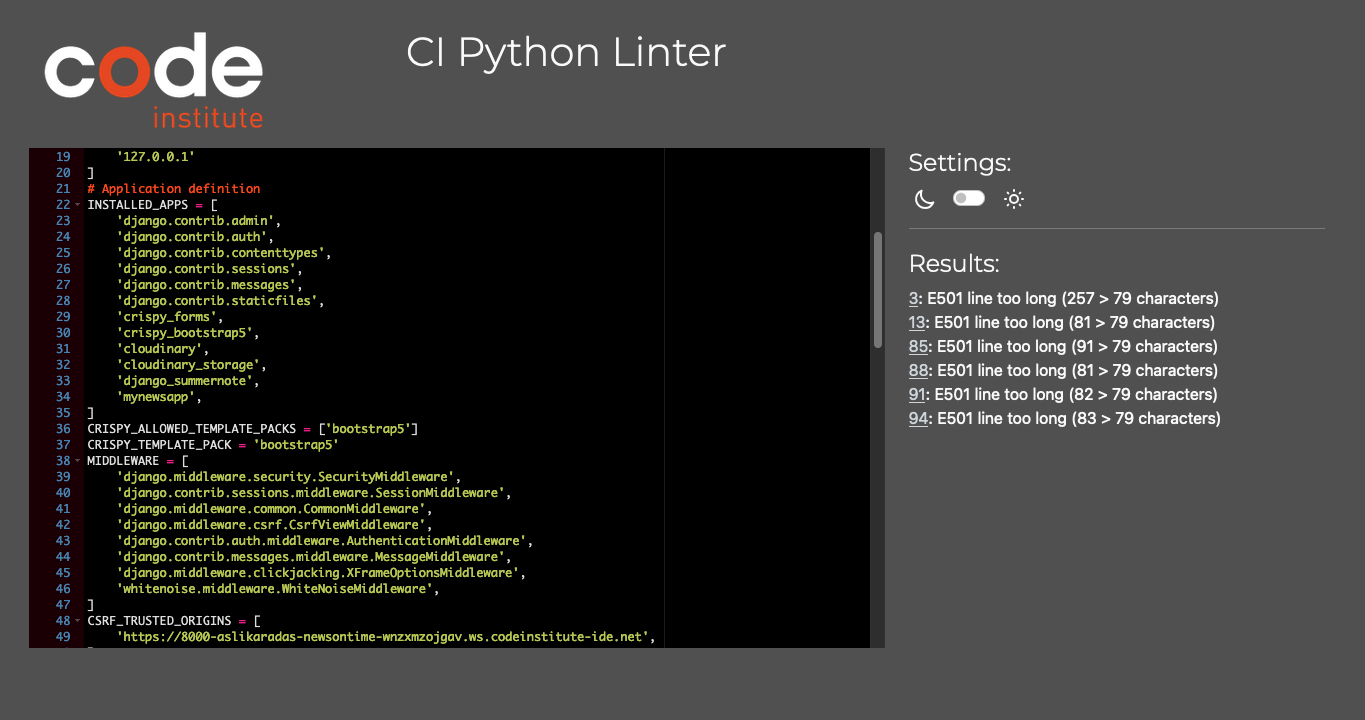 code
institute
CI Python Linter
19 '127.0.0.1'
20 ]
21 # Application definition
22 INSTALLED_APPS = [
23 'django.contrib.admin',
24 'django.contrib.auth',
25 'django.contrib.contenttypes',
26 'django.contrib.sessions',
27 'django.contrib.messages',
28 'django.contrib.staticfiles',
29 'crispy_forms',
30 'crispy_bootstrap5',
31 'cloudinary',
32 'cloudinary_storage',
33 'django_summernote',
34 'mynewsapp',
35 ]
36 CRISPY_ALLOWED_TEMPLATE_PACKS = ['bootstrap5']
37 CRISPY_TEMPLATE_PACK = 'bootstrap5'
38 MIDDLEWARE = [
39 'django.middleware.security.SecurityMiddleware',
40 'django.contrib.sessions.middleware.SessionMiddleware',
41 'django.middleware.common.CommonMiddleware',
42 'django.middleware.csrf.CsrfViewMiddleware',
43 'django.contrib.auth.middleware.AuthenticationMiddleware',
44 'django.contrib.messages.middleware.MessageMiddleware',
45 'django.middleware.clickjacking.XFrameOptionsMiddleware',
46 'whitenoise.middleware.WhiteNoiseMiddleware',
47 ]
48 CSRF_TRUSTED_ORIGINS = [
49 'https://8000-aslikaradas-newsontime-wnzxmzojgav.ws.codeinstitute-ide.net',
Settings:
Results:
3: E501 line too long (257 > 79 characters)
13: E501 line too long (81 > 79 characters)
85: E501 line too long (91 > 79 characters)
88: E501 line too long (81 > 79 characters)
91: E501 line too long (82 > 79 characters)
94: E501 line too long (83 > 79 characters)